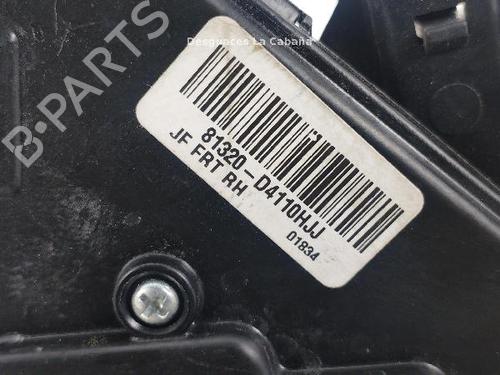 Desguaces La Cabaña
B-PARTS
81320-D4110HJJ
JF FRT RH
01834